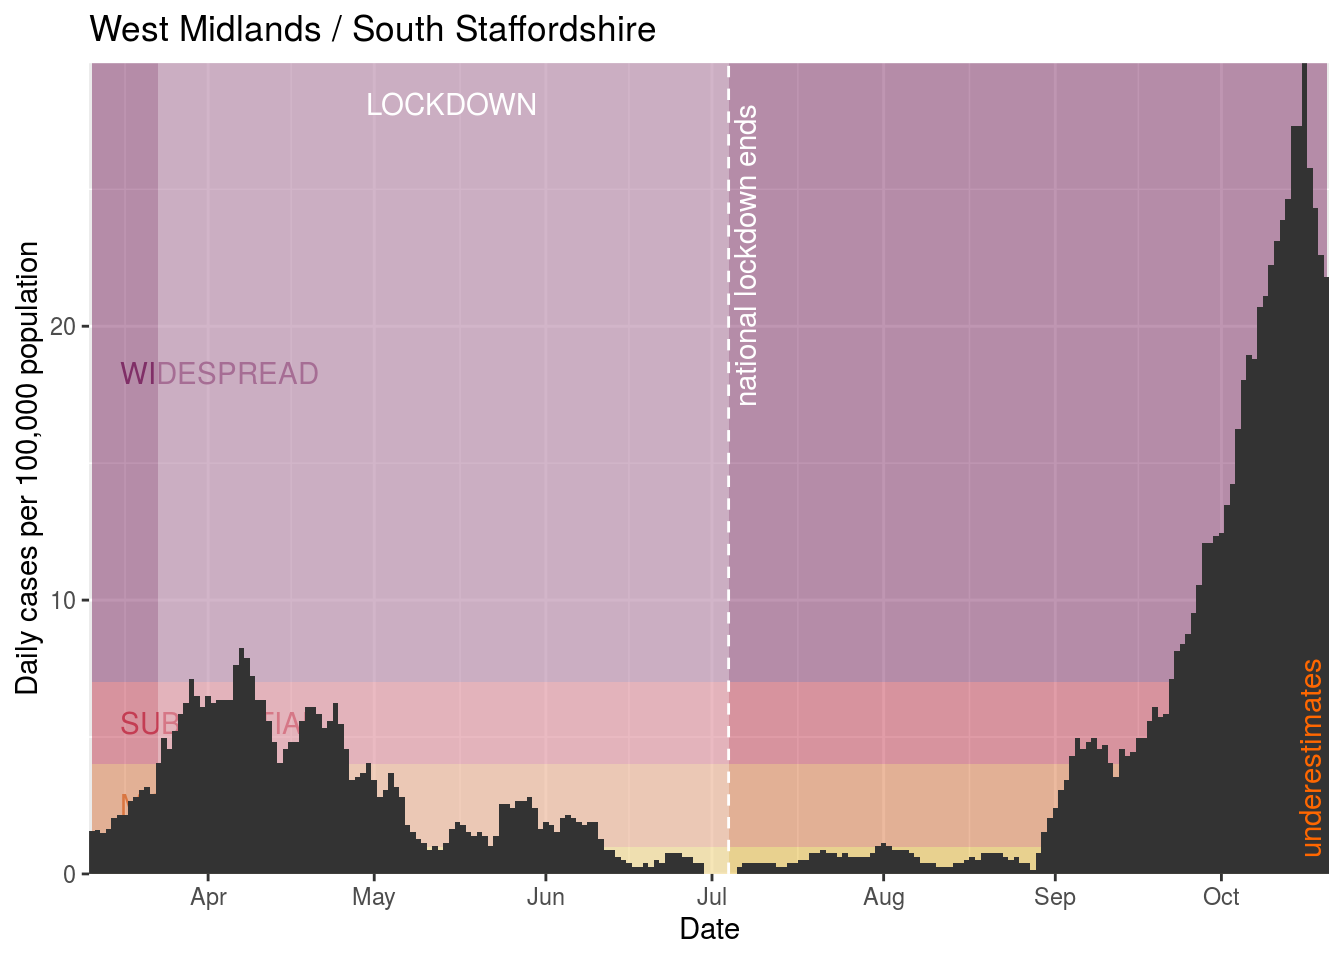 West Midlands / South Staffordshire
LOCKDOWN
national lockdown ends
WIDESPREAD
underestimates
Daily cases per 100,000 population
20
10
0
Apr
May
Jun
Jul
Aug
Sep
Oct
Date